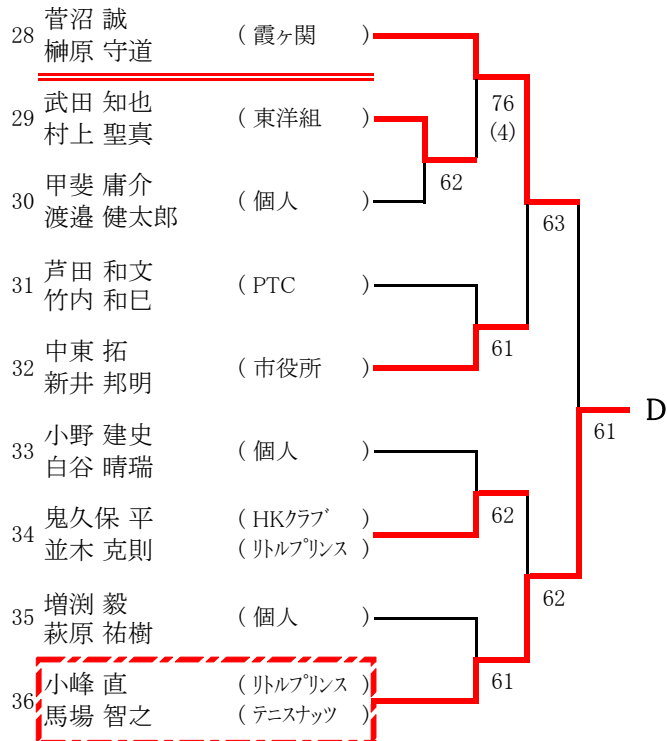 28 菅沼 誠 ( 霞ヶ関 )
榊原 守道
29 武田 知也 ( 東洋組 )
村上 聖真
30 甲斐 庸介 ( 個人 )
渡邉 健太郎
31 芦田 和文 ( PTC )
竹内 和巳
32 中東 拓 ( 市役所 )
新井 邦明
33 小野 建史 ( 個人 )
白谷 晴瑞
34 鬼久保 平 ( HKクラブ )
並木 克則 ( リトルプリンス )
35 増渕 毅 ( 個人 )
萩原 祐樹
36 小峰 直 ( リトルプリンス )
馬場 智之 ( テニスナッツ )
76
(4)
62
63
61
61
D
62
62
61